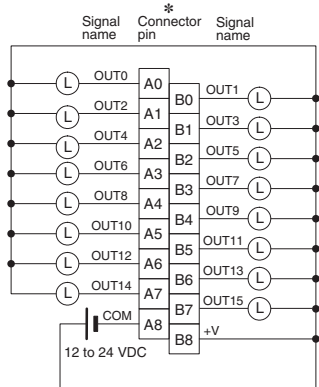 *
Signal name Connector pin Signal name
L OUT0 A0
B0 OUT1 L
L OUT2 A1
B1 OUT3 L
L OUT4 A2
B2 OUT5 L
L OUT6 A3
B3 OUT7 L
L OUT8 A4
B4 OUT9 L
L OUT10 A5
B5 OUT11 L
L OUT12 A6
B6 OUT13 L
L OUT14 A7
B7 OUT15 L
COM A8
B8 +V
12 to 24 VDC